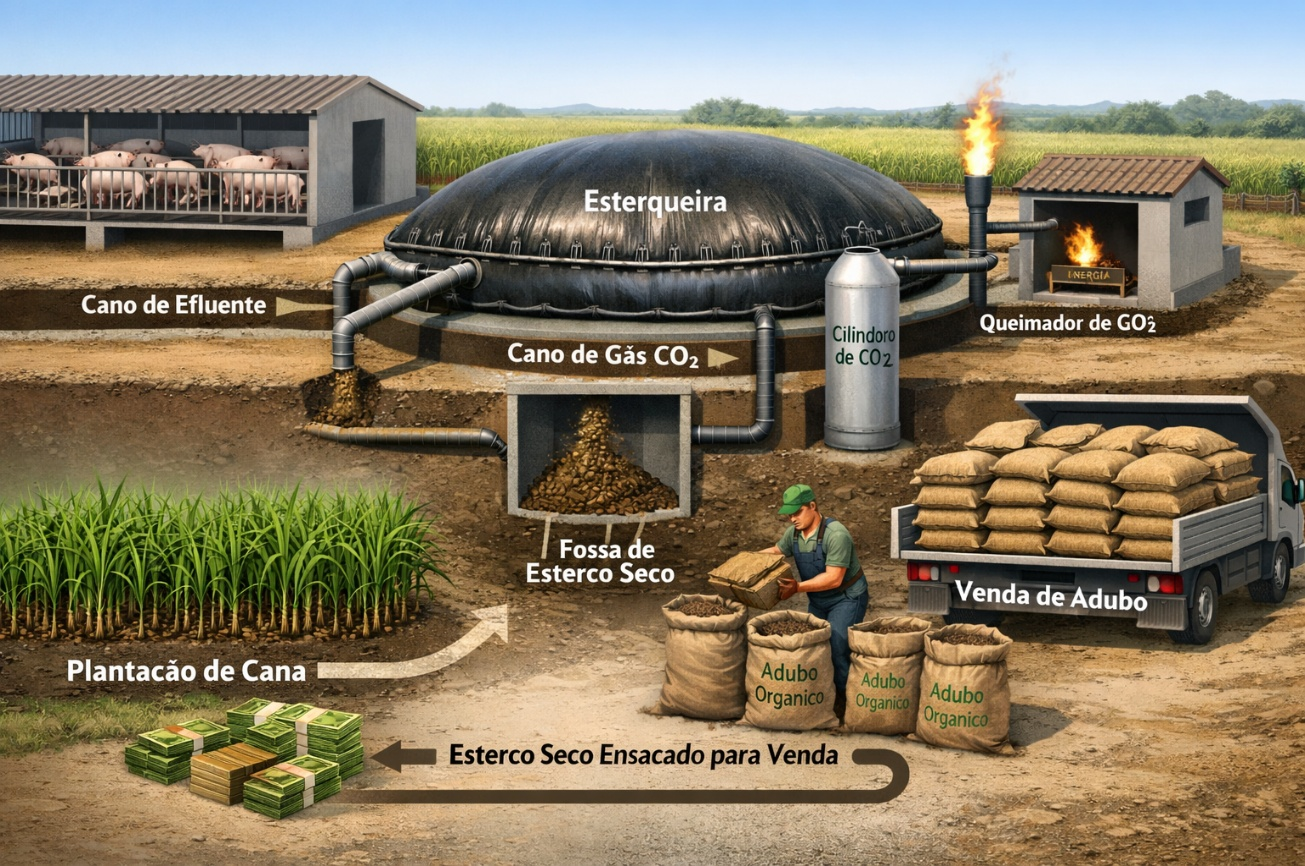 Esterqueira
ENERGIA
Cano de Efluente
Queimador de GO2
Cilindoro
de CO2
Cano de Gás CO2
Fossa de
Esterco Seco
Venda de Adubo
Plantacão de Cana
Adubo
Organico
Adubo
Organico
Adubo
Organico
Esterco Seco Ensacado para Venda